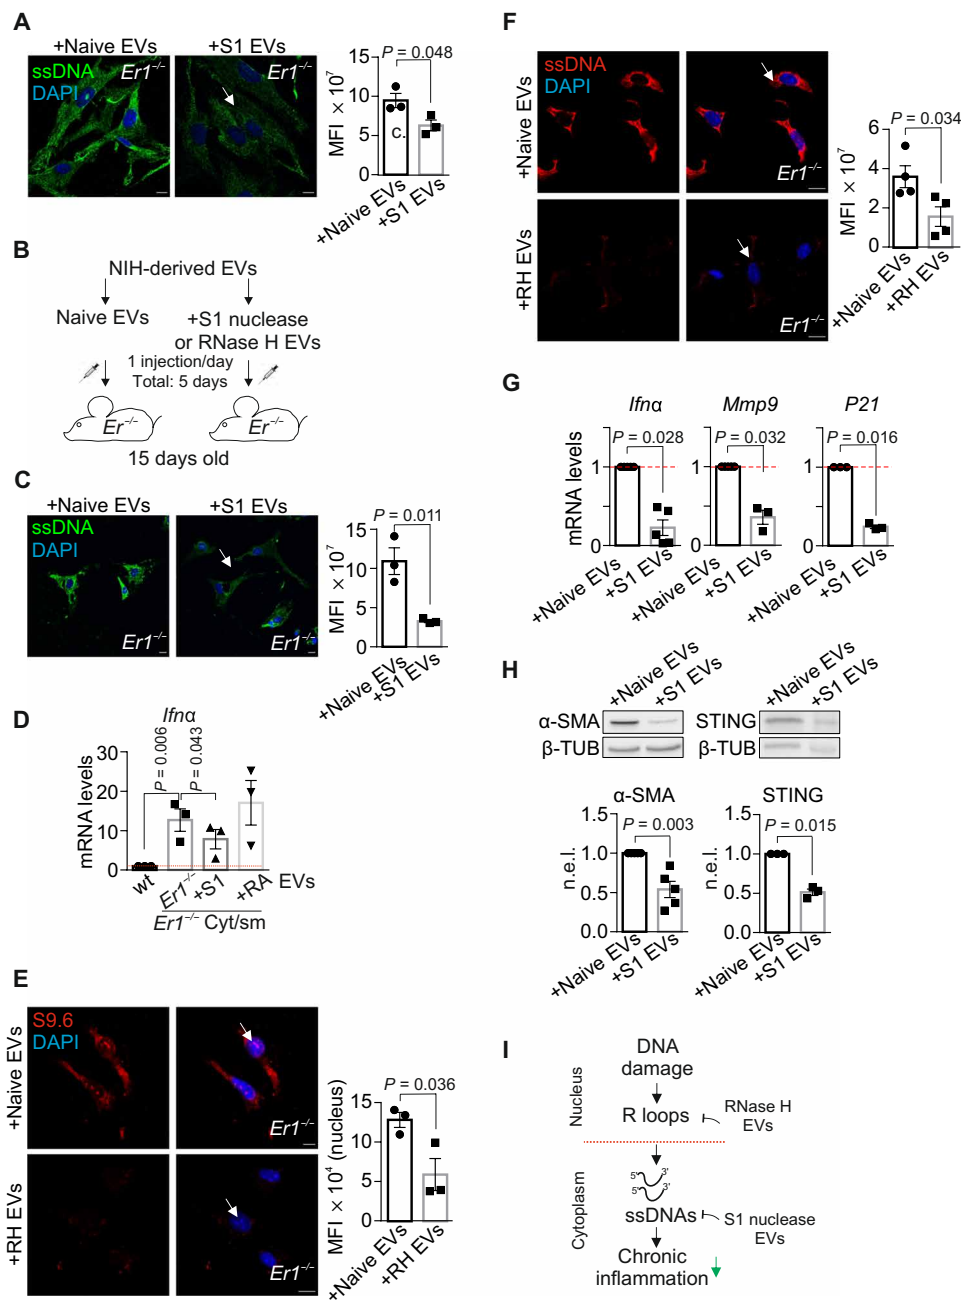 A
+Naive EVs
+S1 EVs
ssDNA
DAPI
Er1⁻/⁻
Er1⁻/⁻
P = 0.048
MFI × 10⁷
15
10
5
0
c.
+Naive EVs
+S1 EVs
B
NIH-derived EVs
Naive EVs
+S1 nuclease
or RNase H EVs
1 injection/day
Total: 5 days
Er⁻/⁻
Er⁻/⁻
15 days old
C
+Naive EVs
+S1 EVs
ssDNA
DAPI
Er1⁻/⁻
Er1⁻/⁻
P = 0.011
MFI × 10⁷
15
10
5
0
+Naive EVs
+S1 EVs
D
Ifnα
P = 0.006
P = 0.043
mRNA levels
30
20
10
wt
Er1⁻/⁻
+S1
+RA
EVs
Er1⁻/⁻ Cyt/sm
E
+Naive EVs
+RH EVs
S9.6
DAPI
Er1⁻/⁻
Er1⁻/⁻
P = 0.036
MFI × 10⁴ (nucleus)
15
10
5
0
+Naive EVs
+RH EVs
F
+Naive EVs
+RH EVs
ssDNA
DAPI
Er1⁻/⁻
Er1⁻/⁻
P = 0.034
MFI × 10⁷
6
4
2
0
+Naive EVs
+RH EVs
G
Ifnα
Mmp9
P21
P = 0.028
P = 0.032
P = 0.016
mRNA levels
1
0
1
0
1
0
+Naive EVs
+S1 EVs
+Naive EVs
+S1 EVs
+Naive EVs
+S1 EVs
H
+Naive EVs
+S1 EVs
+Naive EVs
+S1 EVs
α-SMA
β-TUB
STING
β-TUB
α-SMA
STING
P = 0.003
P = 0.015
n.e.l.
1.0
0.5
0.0
n.e.l.
1.0
0.5
0.0
+Naive EVs
+S1 EVs
+Naive EVs
+S1 EVs
I
Nucleus
Cytoplasm
DNA
damage
R loops
RNase H
EVs
5' 3'
5' 3'
ssDNAs
S1 nuclease
EVs
Chronic
inflammation